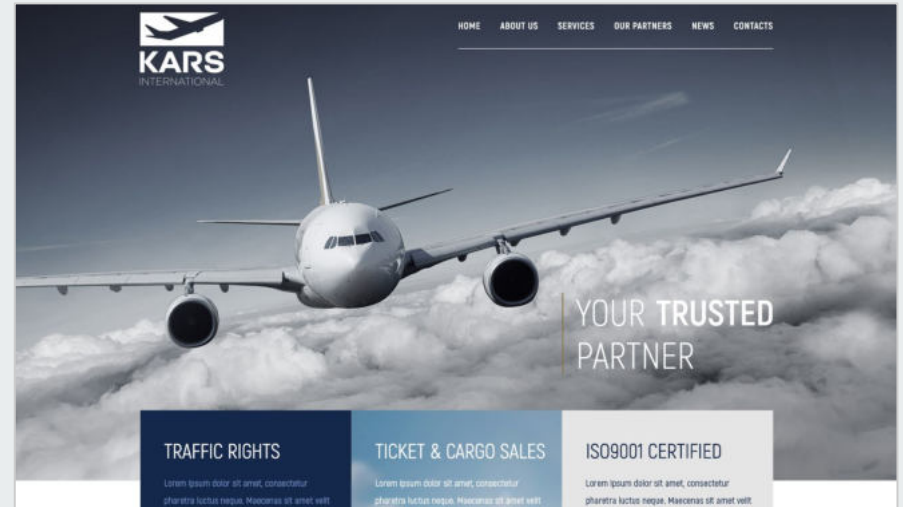 KARS
INTERNATIONAL
HOME ABOUT US SERVICES OUR PARTNERS NEWS CONTACTS
YOUR TRUSTED
PARTNER
TRAFFIC RIGHTS
Lorem ipsum dolor sit amet, consectetur
pharetra luctus neque. Maecenas sit amet velit
TICKET & CARGO SALES
Lorem ipsum dolor sit amet, consectetur
pharetra luctus neque. Maecenas sit amet velit
ISO9001 CERTIFIED
Lorem ipsum dolor sit amet, consectetur
pharetra luctus neque. Maecenas sit amet velit.